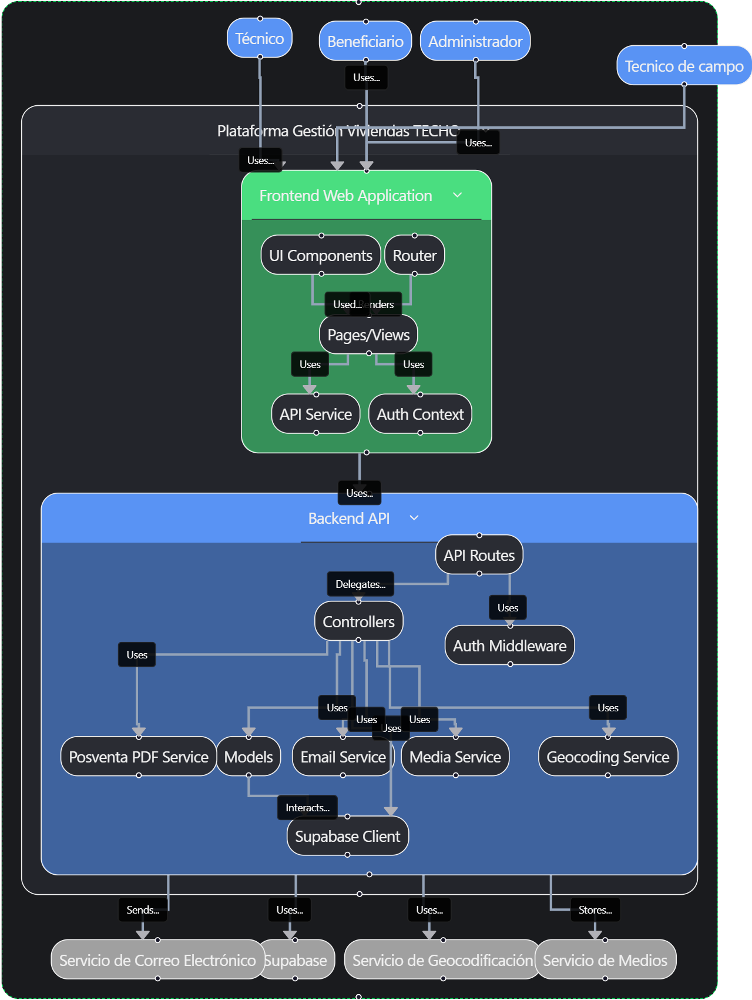 Técnico
Beneficiario
Administrador
Tecnico de campo
Uses...
Plataforma Gestión Viviendas TECHO
Uses...
Uses...
Frontend Web Application
UI Components
Router
Used...
Renders
Pages/Views
Uses
Uses
API Service
Auth Context
Uses...
Backend API
API Routes
Delegates...
Uses
Controllers
Auth Middleware
Uses
Uses
Uses
Uses
Uses
Uses
Posventa PDF Service
Models
Email Service
Media Service
Geocoding Service
Interacts...
Supabase Client
Sends...
Uses...
Uses...
Stores...
Servicio de Correo Electrónico
Supabase
Servicio de Geocodificación
Servicio de Medios